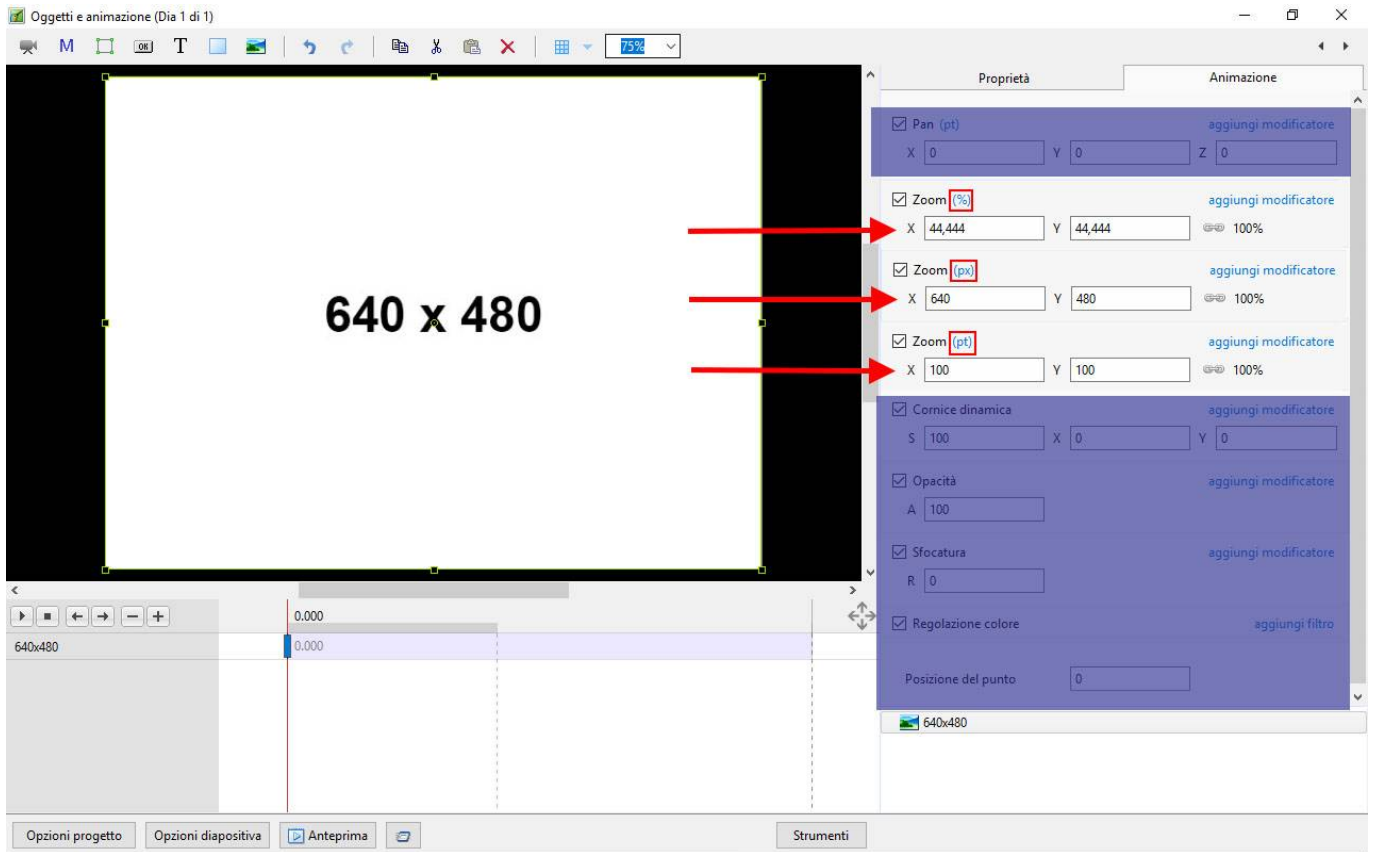 Oggetti e animazione (Dia 1 di 1)
M OK T 75%
Proprietà Animazione
Pan (pt) aggiungi modificatore
X 0 Y 0 Z 0
Zoom (%) aggiungi modificatore
X 44,444 Y 44,444 100%
Zoom (px) aggiungi modificatore
X 640 Y 480 100%
640 x 480
Zoom (pt) aggiungi modificatore
X 100 Y 100 100%
Cornice dinamica aggiungi modificatore
S 100 X 0 Y 0
Opacità aggiungi modificatore
A 100
Sfocatura aggiungi modificatore
R 0
Regolazione colore aggiungi filtro
Posizione del punto 0
0.000
640x480 0.000
640x480
Opzioni progetto Opzioni diapositiva Anteprima Strumenti